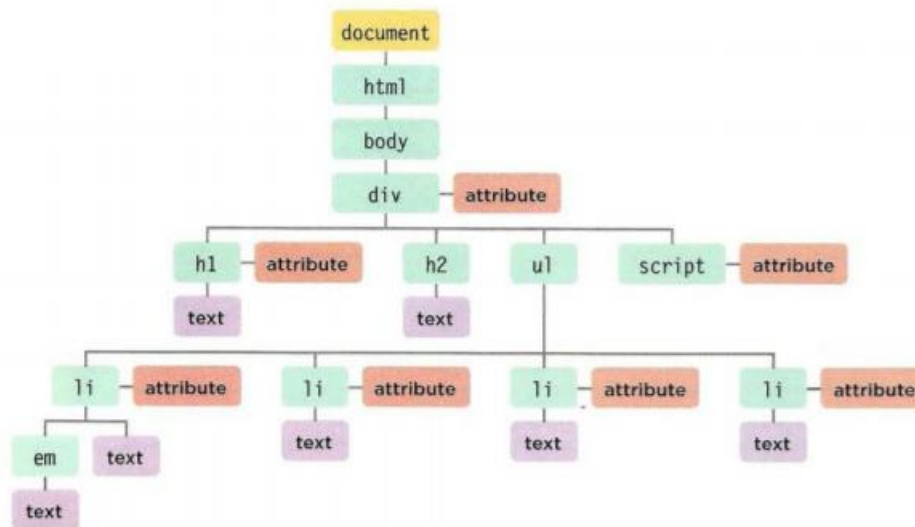 document
html
body
div attribute
h1 attribute h2 ul script attribute
text text
li attribute li attribute li attribute li attribute
em text text text text
text